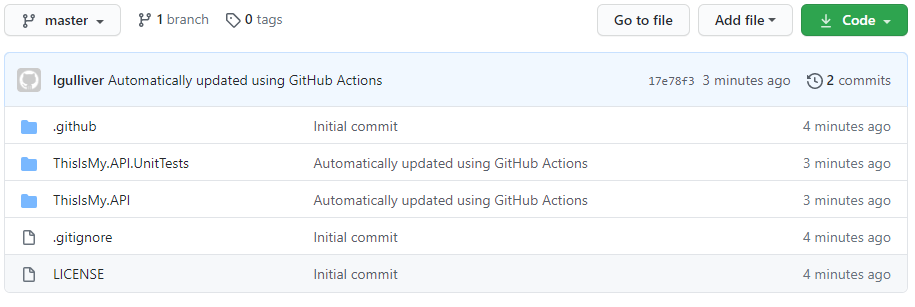 master 1 branch 0 tags Go to file Add file Code
lgulliver Automatically updated using GitHub Actions 17e78f3 3 minutes ago 2 commits
.github Initial commit 4 minutes ago
ThisIsMy.API.UnitTests Automatically updated using GitHub Actions 3 minutes ago
ThisIsMy.API Automatically updated using GitHub Actions 3 minutes ago
.gitignore Initial commit 4 minutes ago
LICENSE Initial commit 4 minutes ago